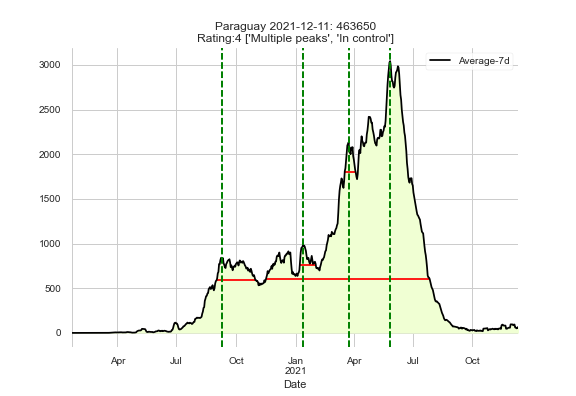 Paraguay 2021-12-11: 463650
Rating:4 ['Multiple peaks', 'In control']
Average-7d
3000
2500
2000
1500
1000
500
0
Apr Jul Oct Jan Apr Jul Oct
2021
Date